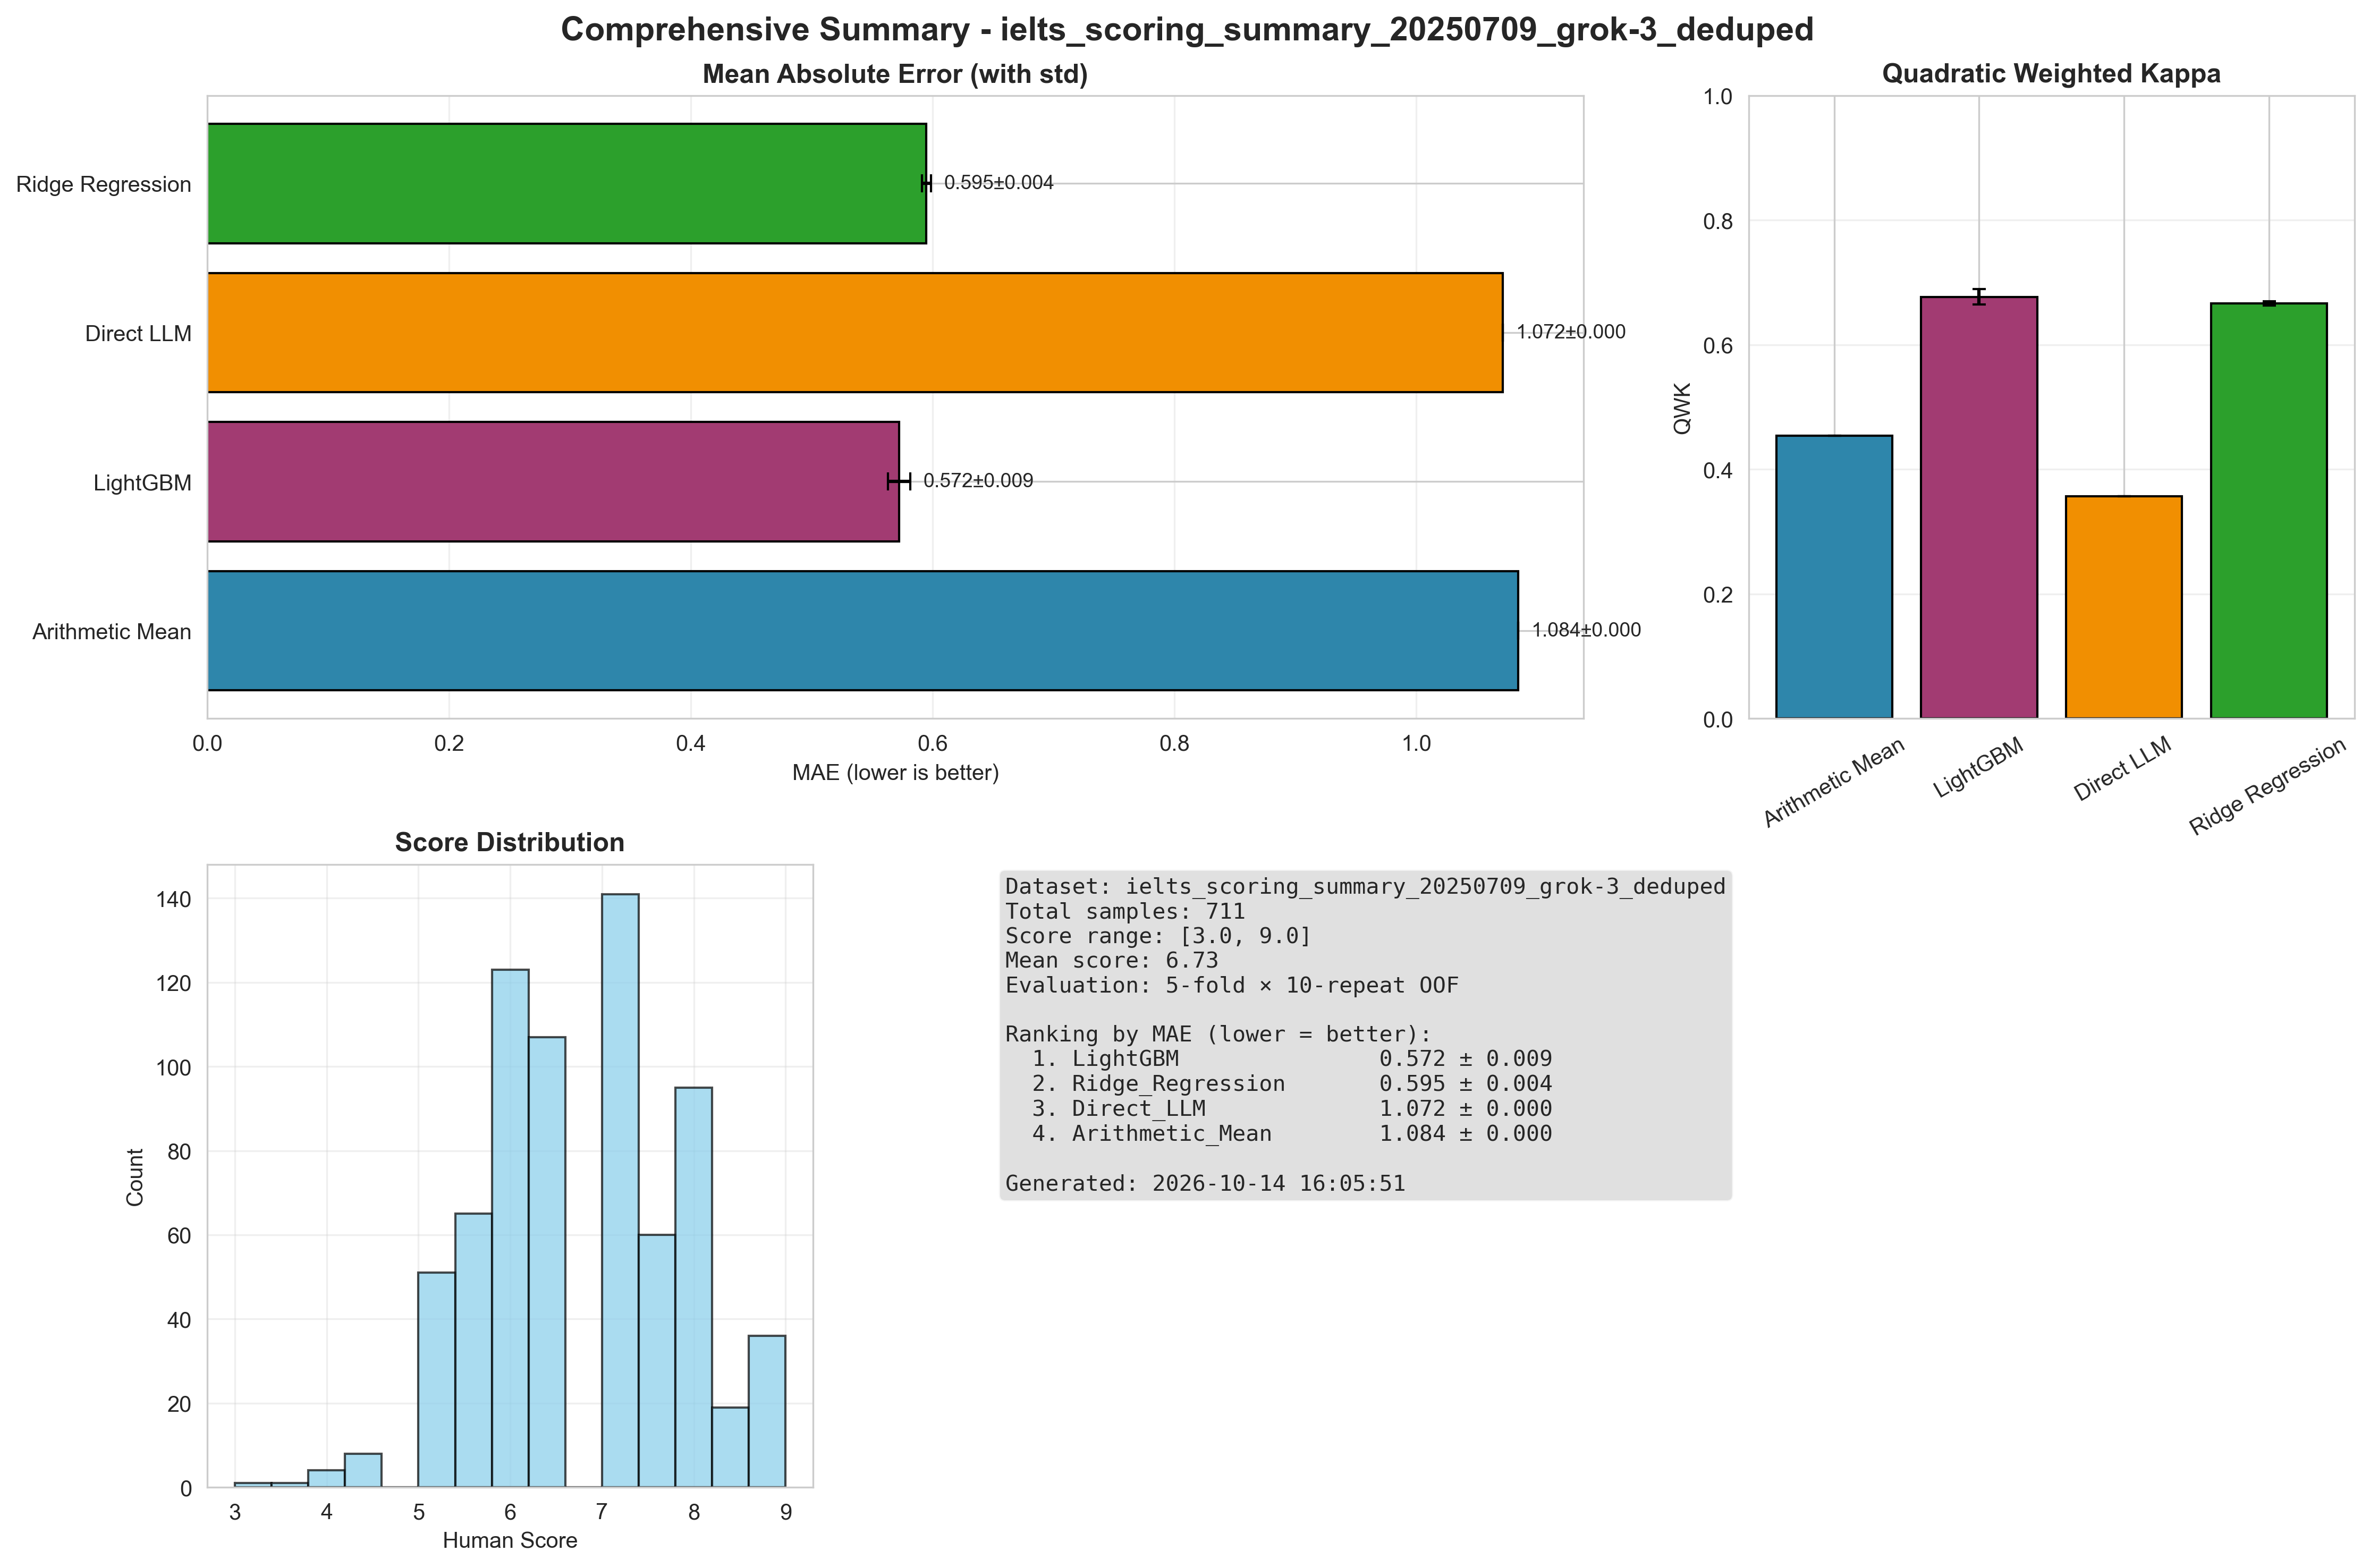 Comprehensive Summary - ielts_scoring_summary_20250709_grok-3_deduped
Mean Absolute Error (with std)
Ridge Regression
Direct LLM
LightGBM
Arithmetic Mean
0.595±0.004
1.072±0.000
0.572±0.009
1.084±0.000
0.0 0.2 0.4 0.6 0.8 1.0
MAE (lower is better)
Quadratic Weighted Kappa
1.0
0.8
0.6
0.4
0.2
0.0
QWK
Arithmetic Mean
LightGBM
Direct LLM
Ridge Regression
Score Distribution
140
120
100
80
60
40
20
0
Count
3 4 5 6 7 8 9
Human Score
Dataset: ielts_scoring_summary_20250709_grok-3_deduped
Total samples: 711
Score range: [3.0, 9.0]
Mean score: 6.73
Evaluation: 5-fold × 10-repeat OOF
Ranking by MAE (lower = better):
1. LightGBM 0.572 ± 0.009
2. Ridge_Regression 0.595 ± 0.004
3. Direct_LLM 1.072 ± 0.000
4. Arithmetic_Mean 1.084 ± 0.000
Generated: 2026-10-14 16:05:51